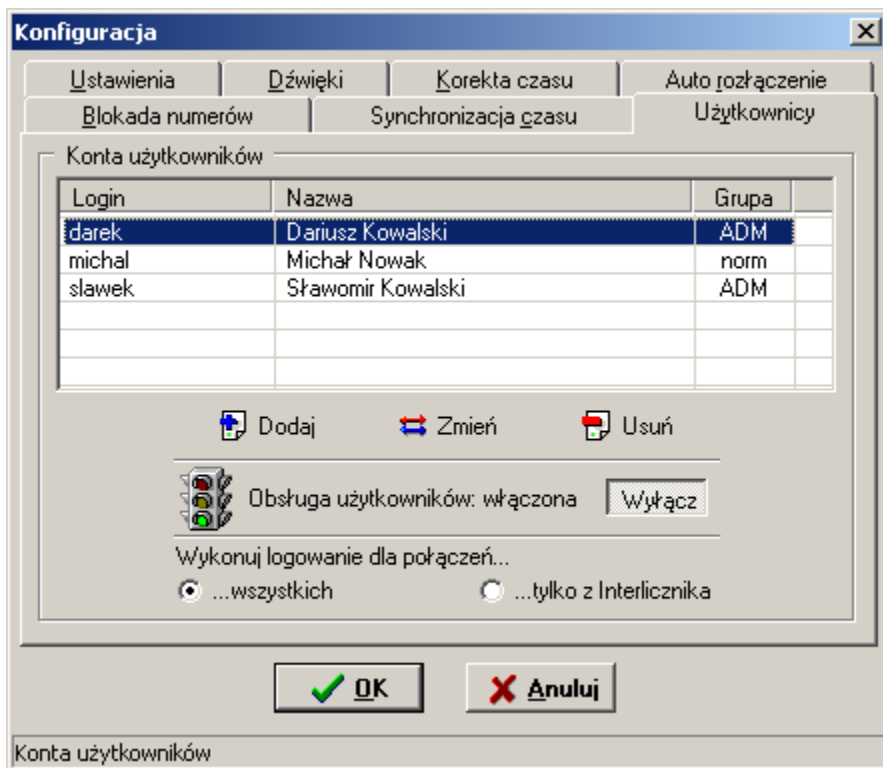 Konfiguracja
Ustawienia Dźwięki Korekta czasu Auto rozłączenie
Blokada numerów Synchronizacja czasu Użytkownicy
Konta użytkowników
Login Nazwa Grupa
darek Dariusz Kowalski ADM
michal Michał Nowak norm
slawek Sławomir Kowalski ADM
Dodaj Zmień Usuń
Obsługa użytkowników: włączona Wyłącz
Wykonuj logowanie dla połączeń...
...wszystkich ...tylko z Interlicznika
OK Anuluj
Konta użytkowników